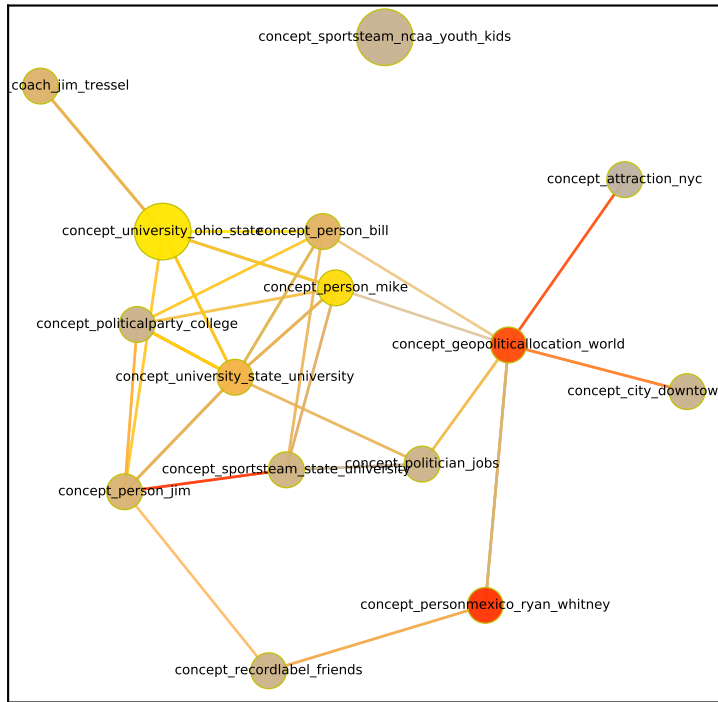 concept_sportsteam_ncaa_youth_kids
_coach_jim_tressel
concept_attraction_nyc
concept_university_ohio_state
concept_person_bill
concept_person_mike
concept_politicalparty_college
concept_geopoliticallocation_world
concept_university_state_university
concept_city_downtow
concept_sportsteam_state_university
concept_politician_jobs
concept_person_jim
concept_personmexico_ryan_whitney
concept_recordlabel_friends